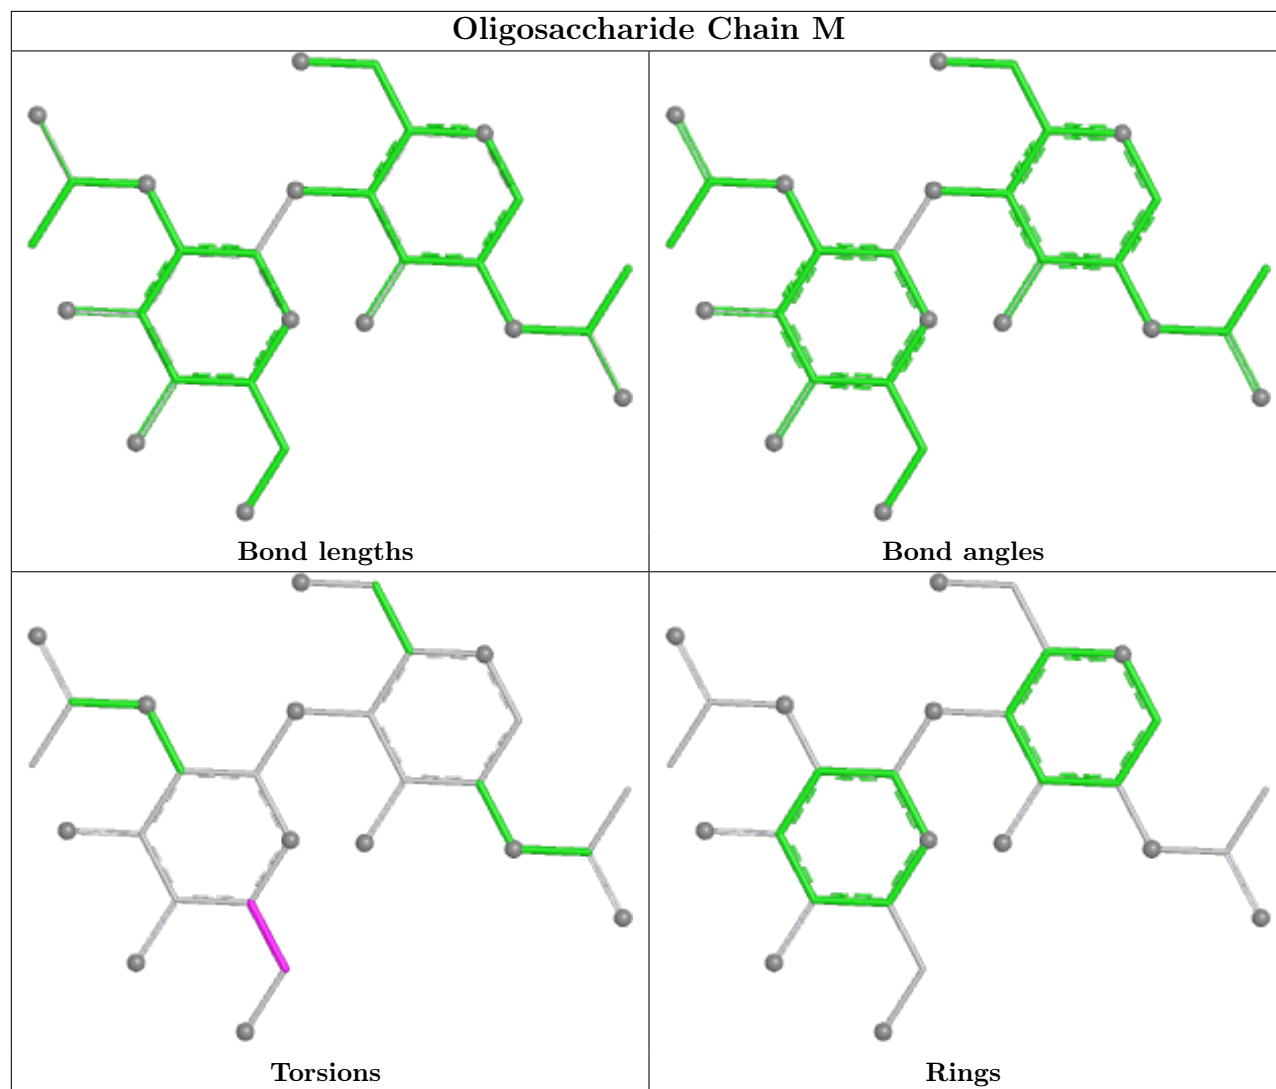 Oligosaccharide Chain M
Bond lengths
Bond angles
Torsions
Rings